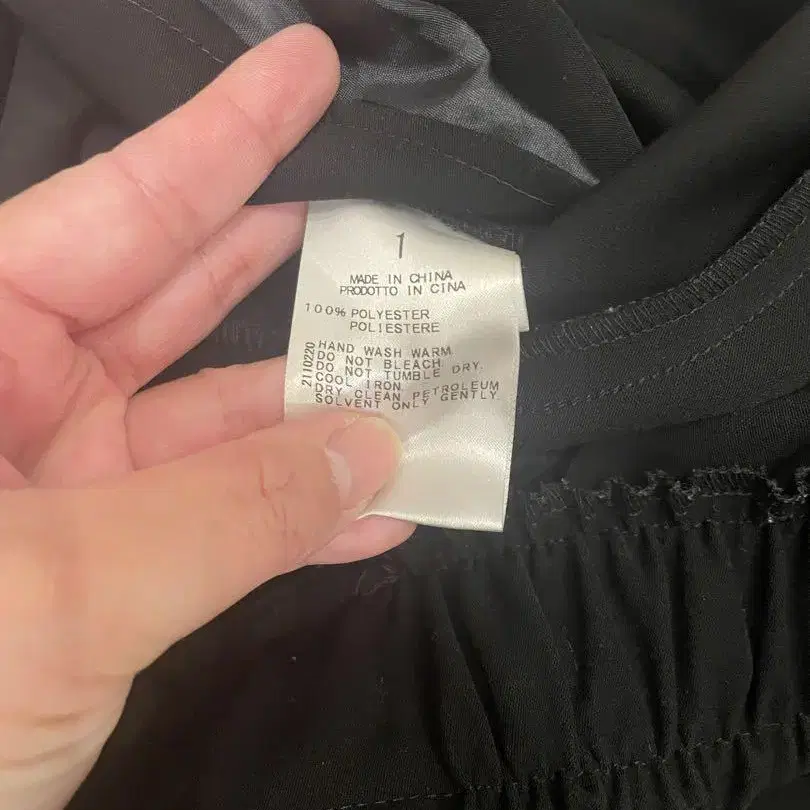 1
MADE IN CHINA
PRODOTTO IN CINA
100% POLYESTER
POLIESTERE
2110220
HAND WASH WARM
DO NOT BLEACH
DO NOT TUMBLE DRY.
COOL IRON
DRY CLEAN PETROLEUM
SOLVENT ONLY GENTLY.